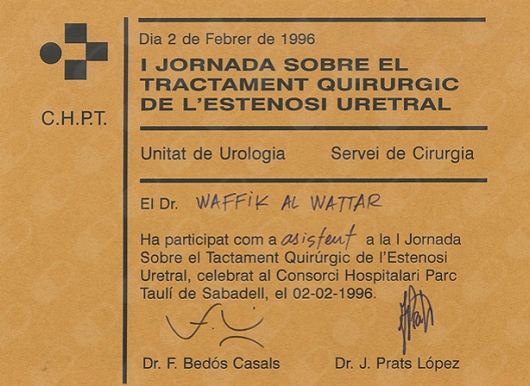 Dia 2 de Febrer de 1996
I JORNADA SOBRE EL
TRACTAMENT QUIRURGIC
DE L'ESTENOSI URETRAL
C.H.P.T.
Unitat de Urologia Servei de Cirurgia
El Dr. WAFFIK AL WATTAR
Ha participat com a asistent a la I Jornada
Sobre el Tactament Quirúrgic de l'Estenosi
Uretral, celebrat al Consorci Hospitalari Parc
Taulí de Sabadell, el 02-02-1996.
Dr. F. Bedós Casals Dr. J. Prats López